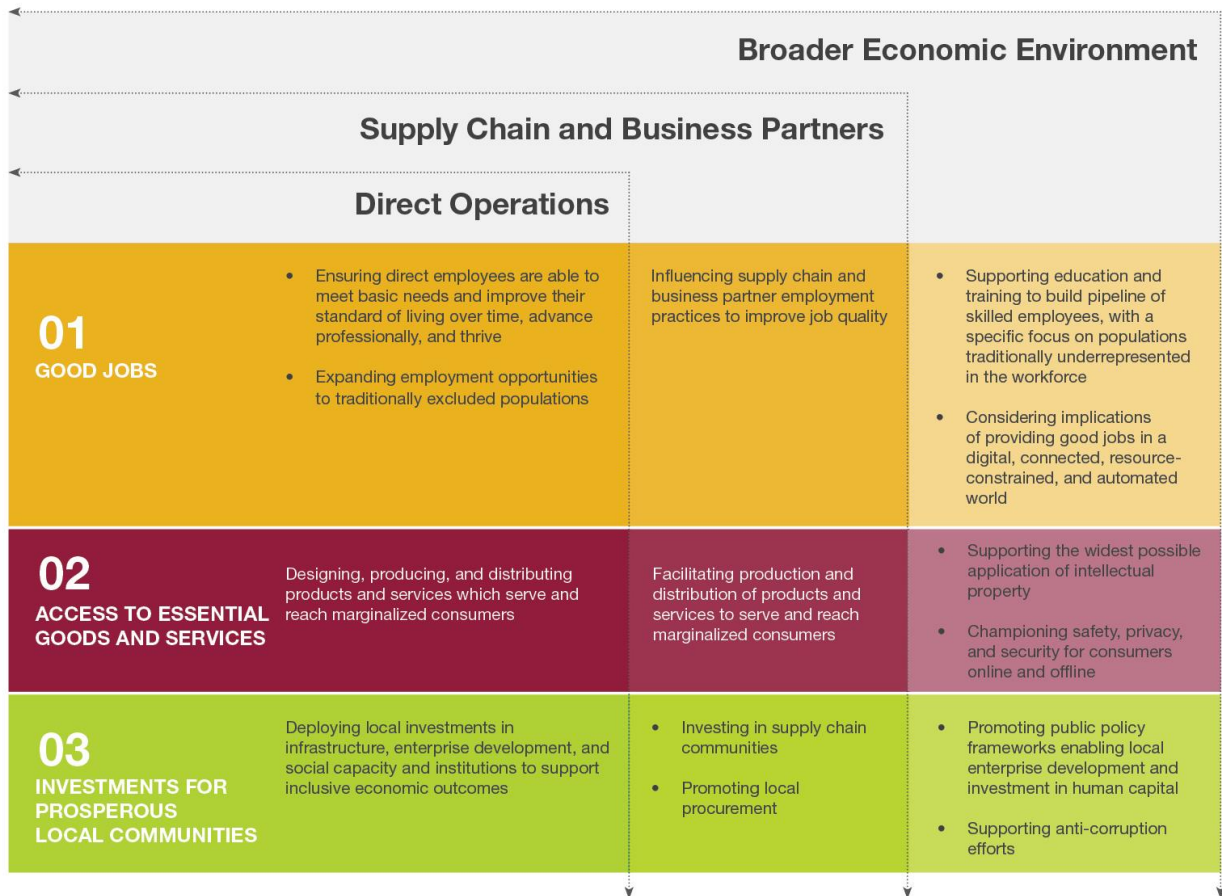 Broader Economic Environment
Supply Chain and Business Partners
Direct Operations
01
GOOD JOBS
• Ensuring direct employees are able to
meet basic needs and improve their
standard of living over time, advance
professionally, and thrive
• Expanding employment opportunities
to traditionally excluded populations
Influencing supply chain and
business partner employment
practices to improve job quality
• Supporting education and
training to build pipeline of
skilled employees, with a
specific focus on populations
traditionally underrepresented
in the workforce
• Considering implications
of providing good jobs in a
digital, connected, resource-
constrained, and automated
world
02
ACCESS TO ESSENTIAL
GOODS AND SERVICES
Designing, producing, and distributing
products and services which serve and
reach marginalized consumers
Facilitating production and
distribution of products and
services to serve and reach
marginalized consumers
• Supporting the widest possible
application of intellectual
property
• Championing safety, privacy,
and security for consumers
online and offline
03
INVESTMENTS FOR
PROSPEROUS
LOCAL COMMUNITIES
Deploying local investments in
infrastructure, enterprise development, and
social capacity and institutions to support
inclusive economic outcomes
• Investing in supply chain
communities
• Promoting local
procurement
• Promoting public policy
frameworks enabling local
enterprise development and
investment in human capital
• Supporting anti-corruption
efforts